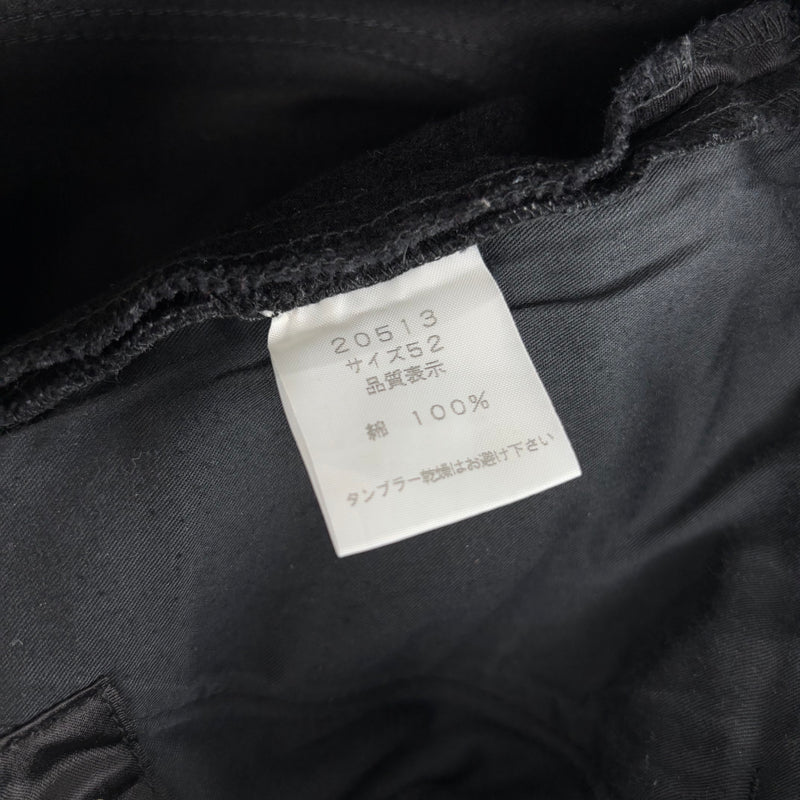 20513
サイズ52
品質表示
綿 100%
タンブラー乾燥はお避け下さい